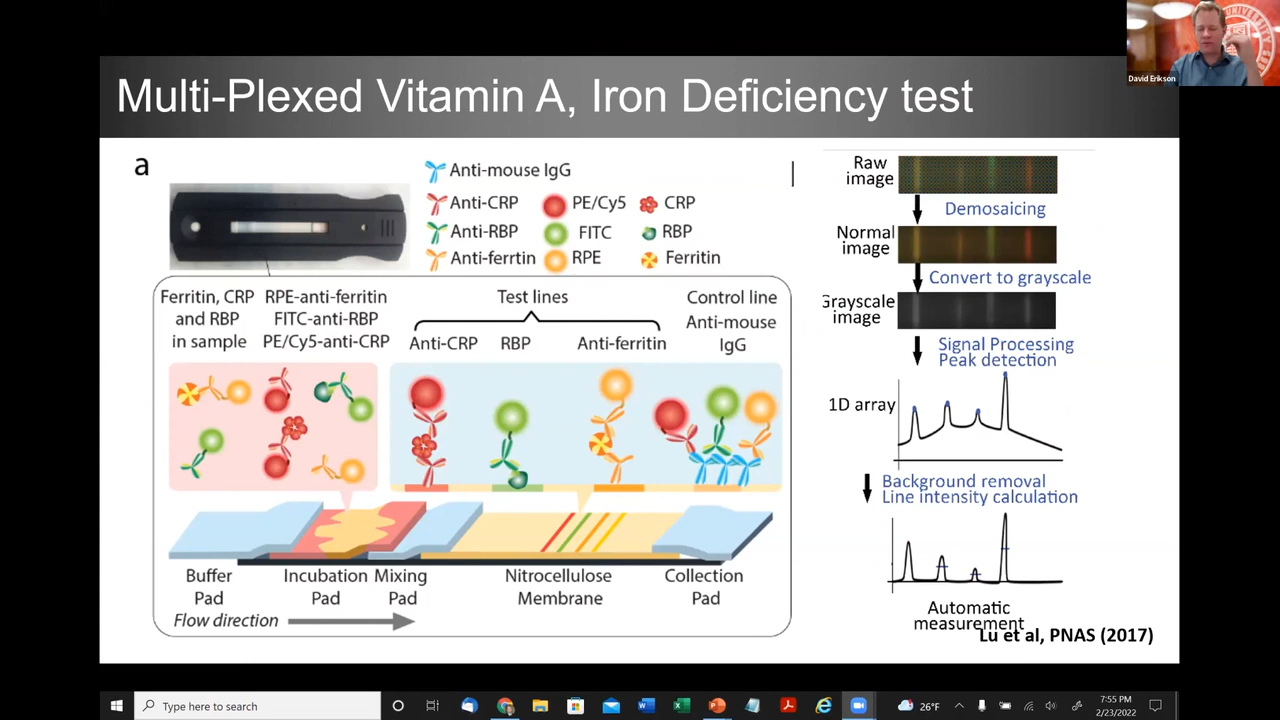 David Erikson
Multi-Plexed Vitamin A, Iron Deficiency test
a
Anti-mouse IgG
Anti-CRP
PE/Cy5
CRP
Anti-RBP
FITC
RBP
Anti-ferrtin
RPE
Ferritin
Ferritin, CRP
and RBP
in sample
RPE-anti-ferritin
FITC-anti-RBP
PE/Cy5-anti-CRP
Test lines
Anti-CRP
RBP
Anti-ferritin
Control line
Anti-mouse
IgG
Buffer
Pad
Incubation
Pad
Mixing
Pad
Nitrocellulose
Membrane
Collection
Pad
Flow direction
Raw
image
Demosaicing
Normal
image
Convert to grayscale
Grayscale
image
Signal Processing
Peak detection
1D array
Background removal
Line intensity calculation
Automatic
measurement
Lu et al, PNAS (2017)
Type here to search
26°F
7:55 PM
2/23/2022